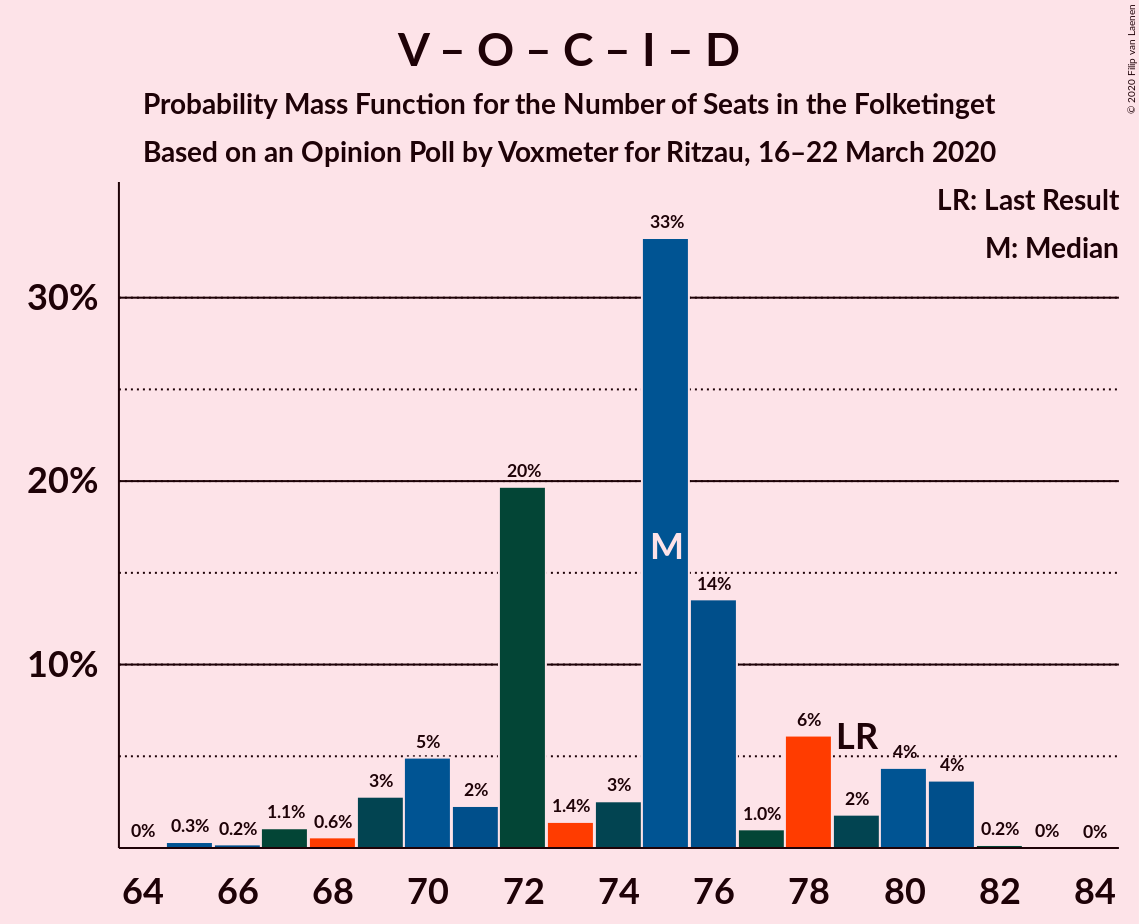 V – O – C – I – D
Probability Mass Function for the Number of Seats in the Folketinget
Based on an Opinion Poll by Voxmeter for Ritzau, 16–22 March 2020
© 2020 Filip van Laenen
LR: Last Result
M: Median
30%
20%
10%
0%
0.3%
0.2%
1.1%
0.6%
3%
5%
2%
20%
1.4%
3%
33%
M
14%
1.0%
6%
LR
2%
4%
4%
0.2%
0%
0%
64 66 68 70 72 74 76 78 80 82 84